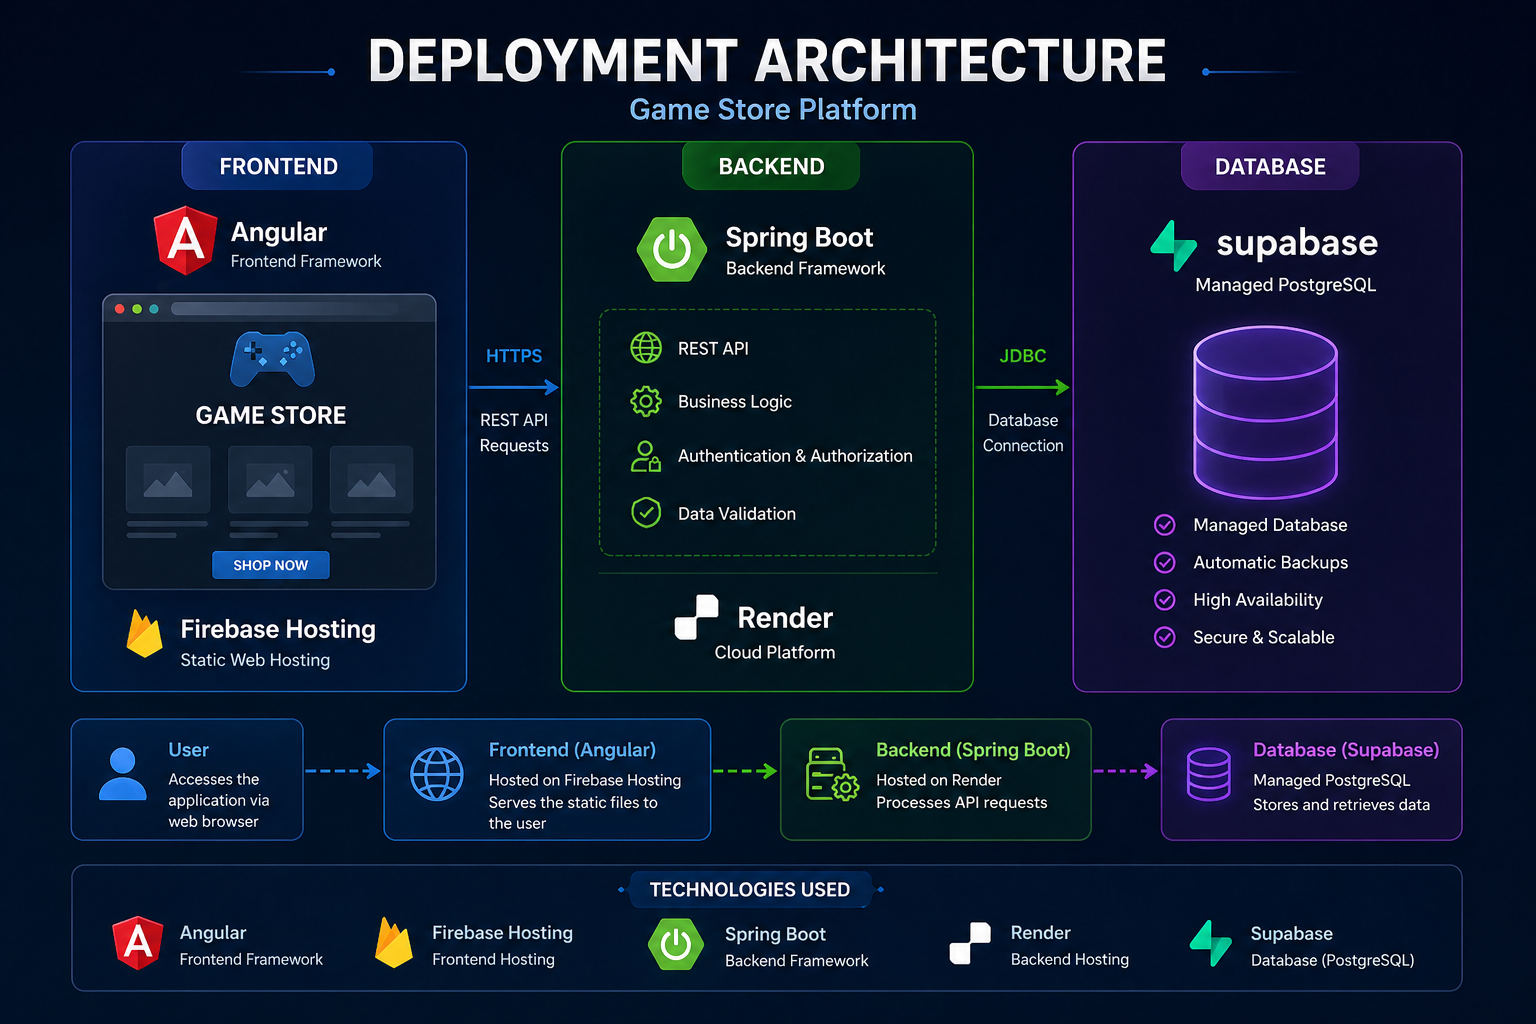 DEPLOYMENT ARCHITECTURE
Game Store Platform
FRONTEND
Angular
Frontend Framework
GAME STORE
SHOP NOW
Firebase Hosting
Static Web Hosting
HTTPS
REST API
Requests
BACKEND
Spring Boot
Backend Framework
REST API
Business Logic
Authentication & Authorization
Data Validation
Render
Cloud Platform
JDBC
Database
Connection
DATABASE
supabase
Managed PostgreSQL
Managed Database
Automatic Backups
High Availability
Secure & Scalable
User
Accesses the
application via
web browser
Frontend (Angular)
Hosted on Firebase Hosting
Serves the static files to
the user
Backend (Spring Boot)
Hosted on Render
Processes API requests
Database (Supabase)
Managed PostgreSQL
Stores and retrieves data
TECHNOLOGIES USED
Angular
Frontend Framework
Firebase Hosting
Frontend Hosting
Spring Boot
Backend Framework
Render
Backend Hosting
Supabase
Database (PostgreSQL)